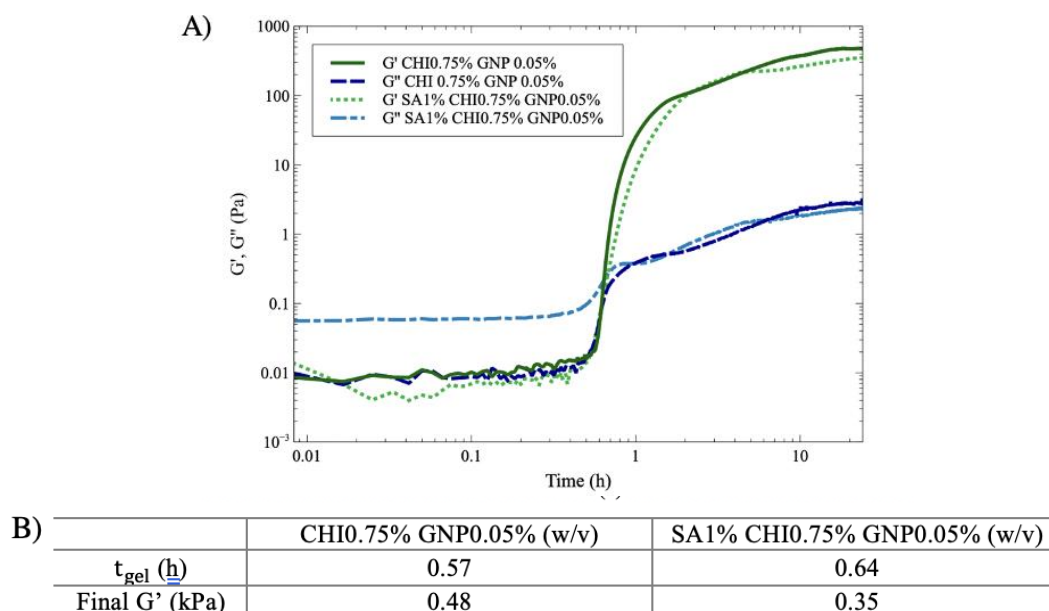 A)
1000
100
10
1
0.1
0.01
10⁻³
G', G" (Pa)
G' CHI0.75% GNP 0.05%
G" CHI 0.75% GNP 0.05%
G' SA1% CHI0.75% GNP0.05%
G" SA1% CHI0.75% GNP0.05%
0.01 0.1 1 10
Time (h)
B)
CHI0.75% GNP0.05% (w/v) SA1% CHI0.75% GNP0.05% (w/v)
tgel (h) 0.57 0.64
Final G' (kPa) 0.48 0.35